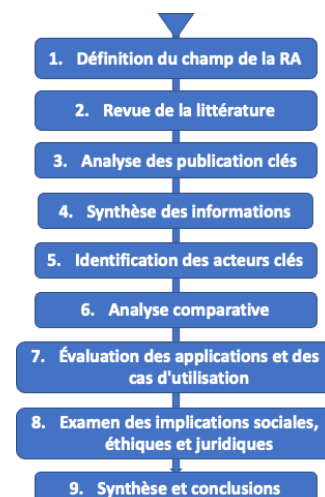 1. Définition du champ de la RA
2. Revue de la littérature
3. Analyse des publication clés
4. Synthèse des informations
5. Identification des acteurs clés
6. Analyse comparative
7. Évaluation des applications et des
cas d'utilisation
8. Examen des implications sociales,
éthiques et juridiques
9. Synthèse et conclusions